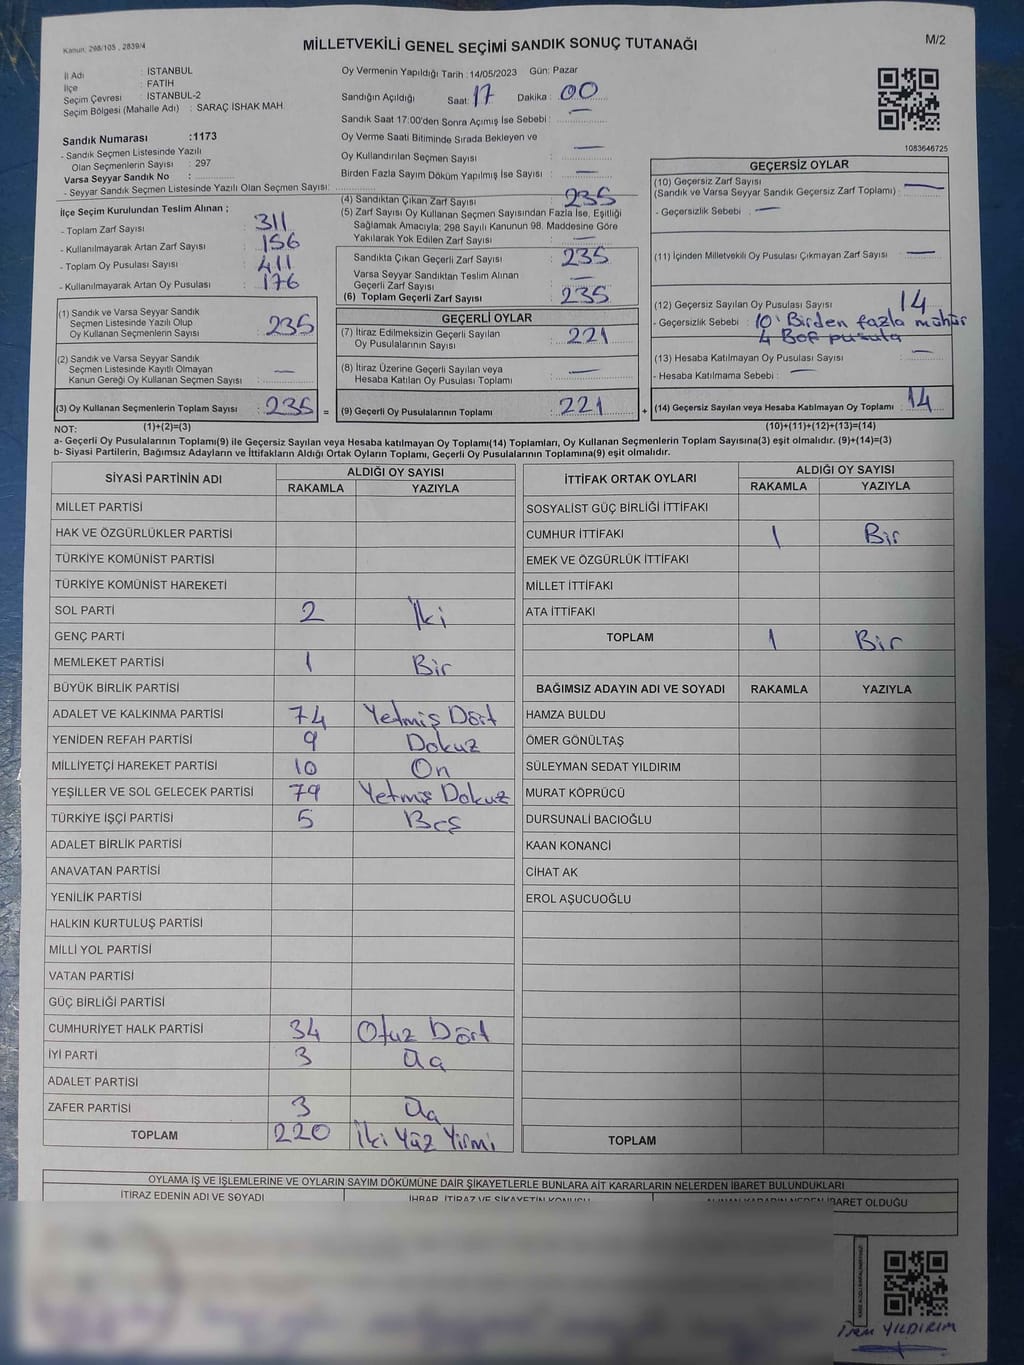 Kanun, 298/105 , 2839/4
MİLLETVEKİLİ GENEL SEÇİMİ SANDIK SONUÇ TUTANAĞI
M/2
İl Adı : İSTANBUL
İlçe : FATİH
Seçim Çevresi : İSTANBUL-2
Seçim Bölgesi (Mahalle Adı) : SARAÇ İSHAK MAH.
Sandık Numarası :1173
- Sandık Seçmen Listesinde Yazılı
Olan Seçmenlerin Sayısı : 297
Varsa Seyyar Sandık No :
- Seyyar Sandık Seçmen Listesinde Yazılı Olan Seçmen Sayısı:
Oy Vermenin Yapıldığı Tarih :14/05/2023 Gün: Pazar
Sandığın Açıldığı Saat: 17 Dakika : 00
Sandık Saat 17:00'den Sonra Açımış İse Sebebi : —
Oy Verme Saati Bitiminde Sırada Bekleyen ve
Oy Kullandırılan Seçmen Sayısı : —
Birden Fazla Sayım Döküm Yapılmış İse Sayısı : —
1083646725
İlçe Seçim Kurulundan Teslim Alınan ;
- Toplam Zarf Sayısı : 311
- Kullanılmayarak Artan Zarf Sayısı : 156
- Toplam Oy Pusulası Sayısı : 411
- Kullanılmayarak Artan Oy Pusulası : 176
(4) Sandıktan Çıkan Zarf Sayısı : 235
(5) Zarf Sayısı Oy Kullanan Seçmen Sayısından Fazla İse, Eşitliği
Sağlamak Amacıyla; 298 Sayılı Kanunun 98. Maddesine Göre
Yakılarak Yok Edilen Zarf Sayısı : —
Sandıkta Çıkan Geçerli Zarf Sayısı : 235
Varsa Seyyar Sandıktan Teslim Alınan
Geçerli Zarf Sayısı : —
(6) Toplam Geçerli Zarf Sayısı : 235
GEÇERSİZ OYLAR
(10) Geçersiz Zarf Sayısı
(Sandık ve Varsa Seyyar Sandık Geçersiz Zarf Toplamı) : —
- Geçersizlik Sebebi : —
(11) İçinden Milletvekili Oy Pusulası Çıkmayan Zarf Sayısı : —
(12) Geçersiz Sayılan Oy Pusulası Sayısı : 14
- Geçersizlik Sebebi : 10' Birden fazla mühür
4 Boş pusula
(13) Hesaba Katılmayan Oy Pusulası Sayısı : —
- Hesaba Katılmama Sebebi : —
(1) Sandık ve Varsa Seyyar Sandık
Seçmen Listesinde Yazılı Olup
Oy Kullanan Seçmenlerin Sayısı : 235
(2) Sandık ve Varsa Seyyar Sandık
Seçmen Listesinde Kayıtlı Olmayan
Kanun Gereği Oy Kullanan Seçmen Sayısı : —
GEÇERLİ OYLAR
(7) İtiraz Edilmeksizin Geçerli Sayılan
Oy Pusulalarının Sayısı : 221
(8) İtiraz Üzerine Geçerli Sayılan veya
Hesaba Katılan Oy Pusulası Toplamı : —
(3) Oy Kullanan Seçmenlerin Toplam Sayısı : 235 = (9) Geçerli Oy Pusulalarının Toplamı : 221 + (14) Geçersiz Sayılan veya Hesaba Katılmayan Oy Toplamı : 14
NOT: (1)+(2)=(3) (10)+(11)+(12)+(13)=(14)
a- Geçerli Oy Pusulalarının Toplamı(9) ile Geçersiz Sayılan veya Hesaba katılmayan Oy Toplamı(14) Toplamları, Oy Kullanan Seçmenlerin Toplam Sayısına(3) eşit olmalıdır. (9)+(14)=(3)
b- Siyasi Partilerin, Bağımsız Adayların ve İttifakların Aldığı Ortak Oyların Toplamı, Geçerli Oy Pusulalarının Toplamına(9) eşit olmalıdır.
SİYASİ PARTİNİN ADI ALDIĞI OY SAYISI
RAKAMLA YAZIYLA
MİLLET PARTİSİ
HAK VE ÖZGÜRLÜKLER PARTİSİ
TÜRKİYE KOMÜNİST PARTİSİ
TÜRKİYE KOMÜNİST HAREKETİ
SOL PARTİ 2 İki
GENÇ PARTİ
MEMLEKET PARTİSİ 1 Bir
BÜYÜK BİRLİK PARTİSİ
ADALET VE KALKINMA PARTİSİ 74 Yetmiş Dört
YENİDEN REFAH PARTİSİ 9 Dokuz
MİLLİYETÇİ HAREKET PARTİSİ 10 On
YEŞİLLER VE SOL GELECEK PARTİSİ 79 Yetmiş Dokuz
TÜRKİYE İŞÇİ PARTİSİ 5 Beş
ADALET BİRLİK PARTİSİ
ANAVATAN PARTİSİ
YENİLİK PARTİSİ
HALKIN KURTULUŞ PARTİSİ
MİLLİ YOL PARTİSİ
VATAN PARTİSİ
GÜÇ BİRLİĞİ PARTİSİ
CUMHURİYET HALK PARTİSİ 34 Otuz Dört
İYİ PARTİ 3 Üç
ADALET PARTİSİ
ZAFER PARTİSİ 3 Üç
TOPLAM 220 İki Yüz Yirmi
İTTİFAK ORTAK OYLARI ALDIĞI OY SAYISI
RAKAMLA YAZIYLA
SOSYALİST GÜÇ BİRLİĞİ İTTİFAKI
CUMHUR İTTİFAKI 1 Bir
EMEK VE ÖZGÜRLÜK İTTİFAKI
MİLLET İTTİFAKI
ATA İTTİFAKI
TOPLAM 1 Bir
BAĞIMSIZ ADAYIN ADI VE SOYADI RAKAMLA YAZIYLA
HAMZA BULDU
ÖMER GÖNÜLTAŞ
SÜLEYMAN SEDAT YILDIRIM
MURAT KÖPRÜCÜ
DURSUNALİ BACIOĞLU
KAAN KONANCİ
CİHAT AK
EROL AŞUCUOĞLU
TOPLAM
OYLAMA İŞ VE İŞLEMLERİNE VE OYLARIN SAYIM DÖKÜMÜNE DAİR ŞİKAYETLERLE BUNLARA AİT KARARLARIN NELERDEN İBARET BULUNDUKLARI
İTİRAZ EDENİN ADI VE SOYADI İHBAR, İTİRAZ VE ŞİKAYETİN KONUSU ALINAN KARARIN NEDEN İBARET OLDUĞU
YILDIRIM